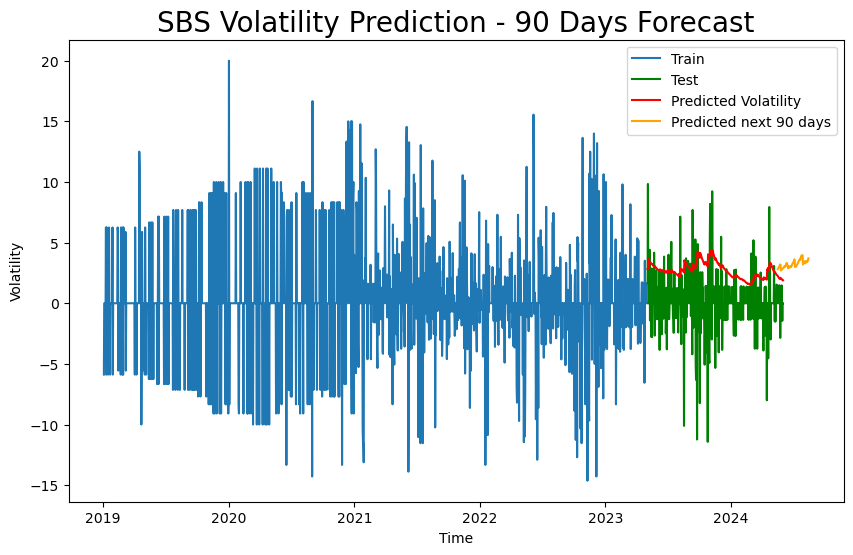 SBS Volatility Prediction - 90 Days Forecast
Train
Test
Predicted Volatility
Predicted next 90 days
Volatility
20
15
10
5
0
−5
−10
−15
2019 2020 2021 2022 2023 2024
Time